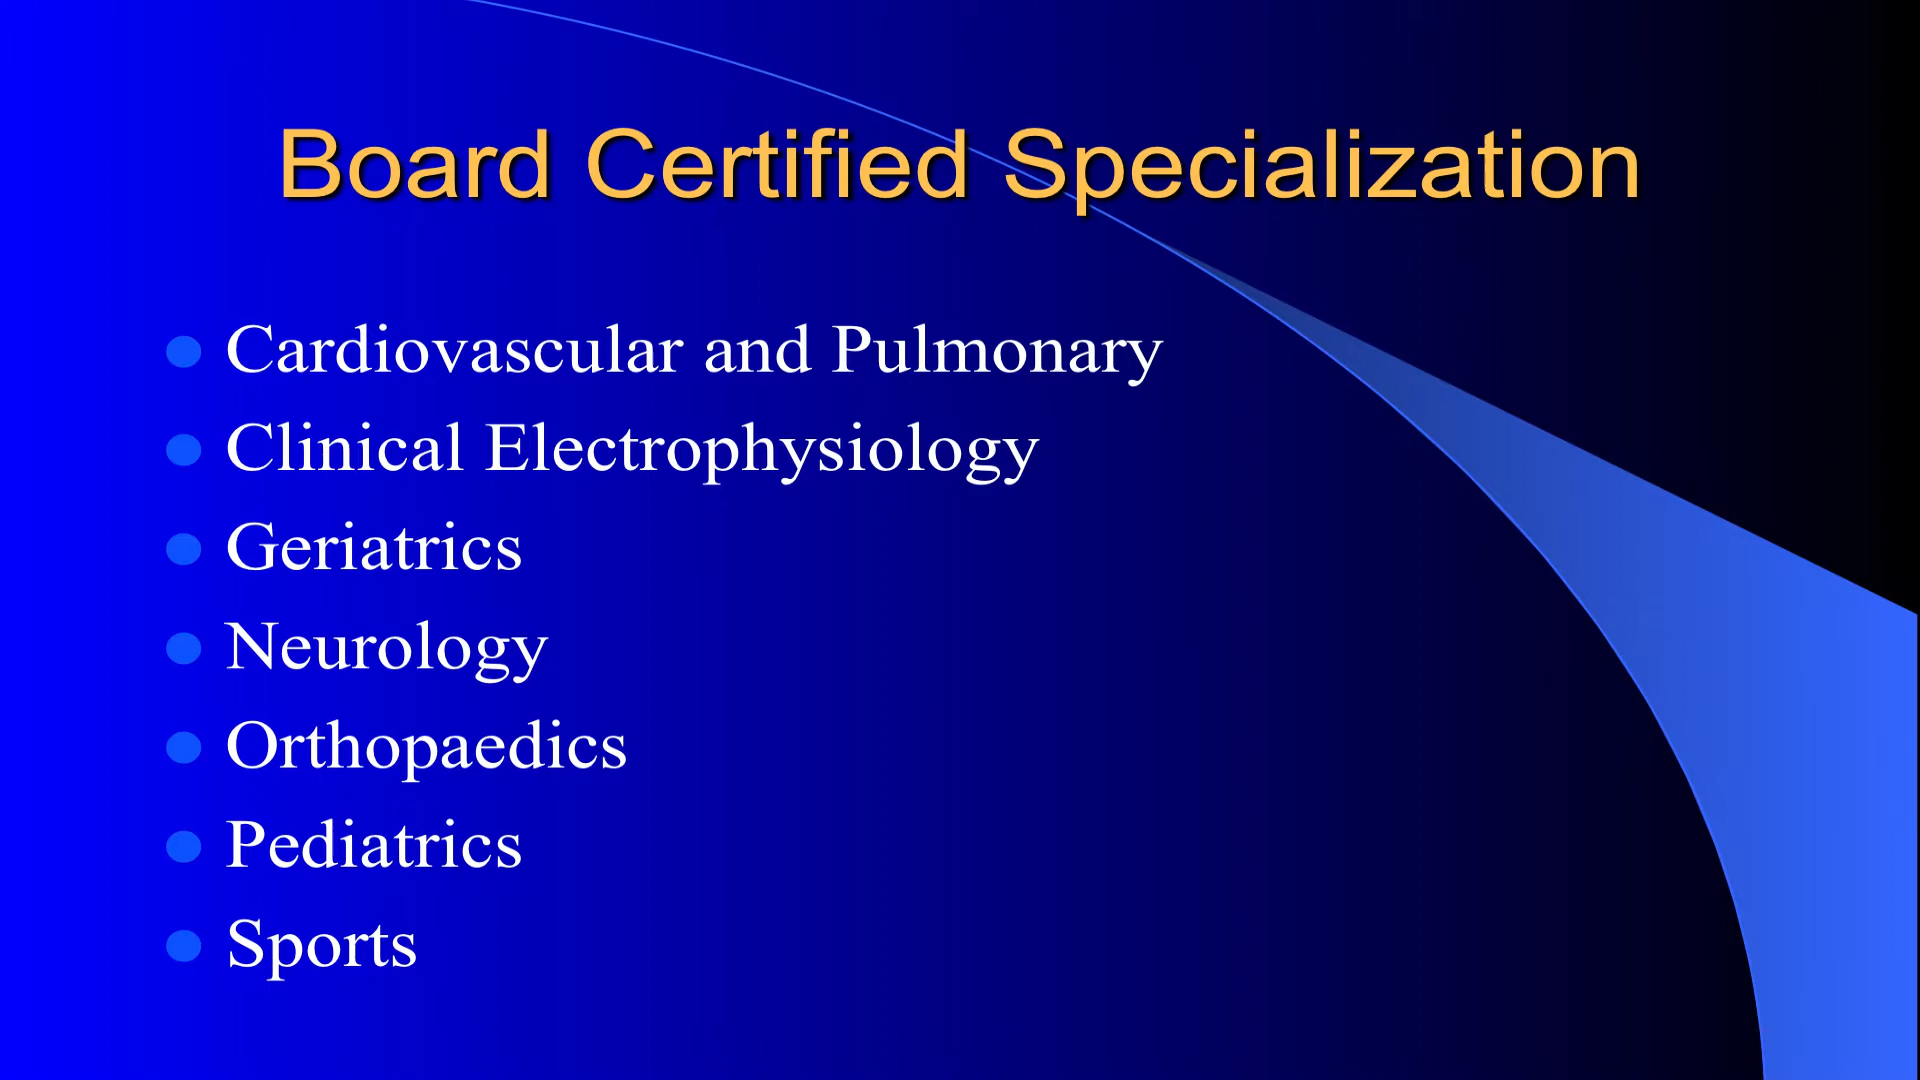 Board Certified Specialization
Cardiovascular and Pulmonary
Clinical Electrophysiology
Geriatrics
Neurology
Orthopaedics
Pediatrics
Sports